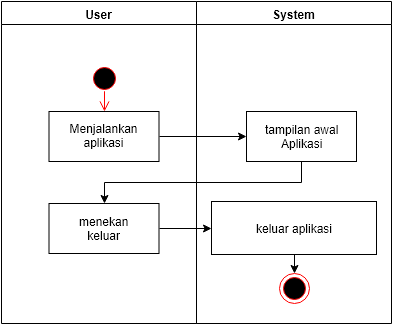 User
System
Menjalankan
aplikasi
tampilan awal
Aplikasi
menekan
keluar
keluar aplikasi